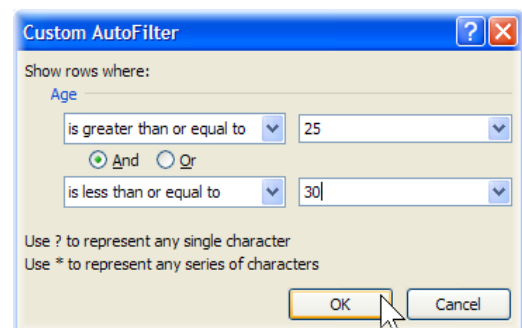 Custom AutoFilter
Show rows where:
Age
is greater than or equal to 25
And Or
is less than or equal to 30
Use ? to represent any single character
Use * to represent any series of characters
OK Cancel